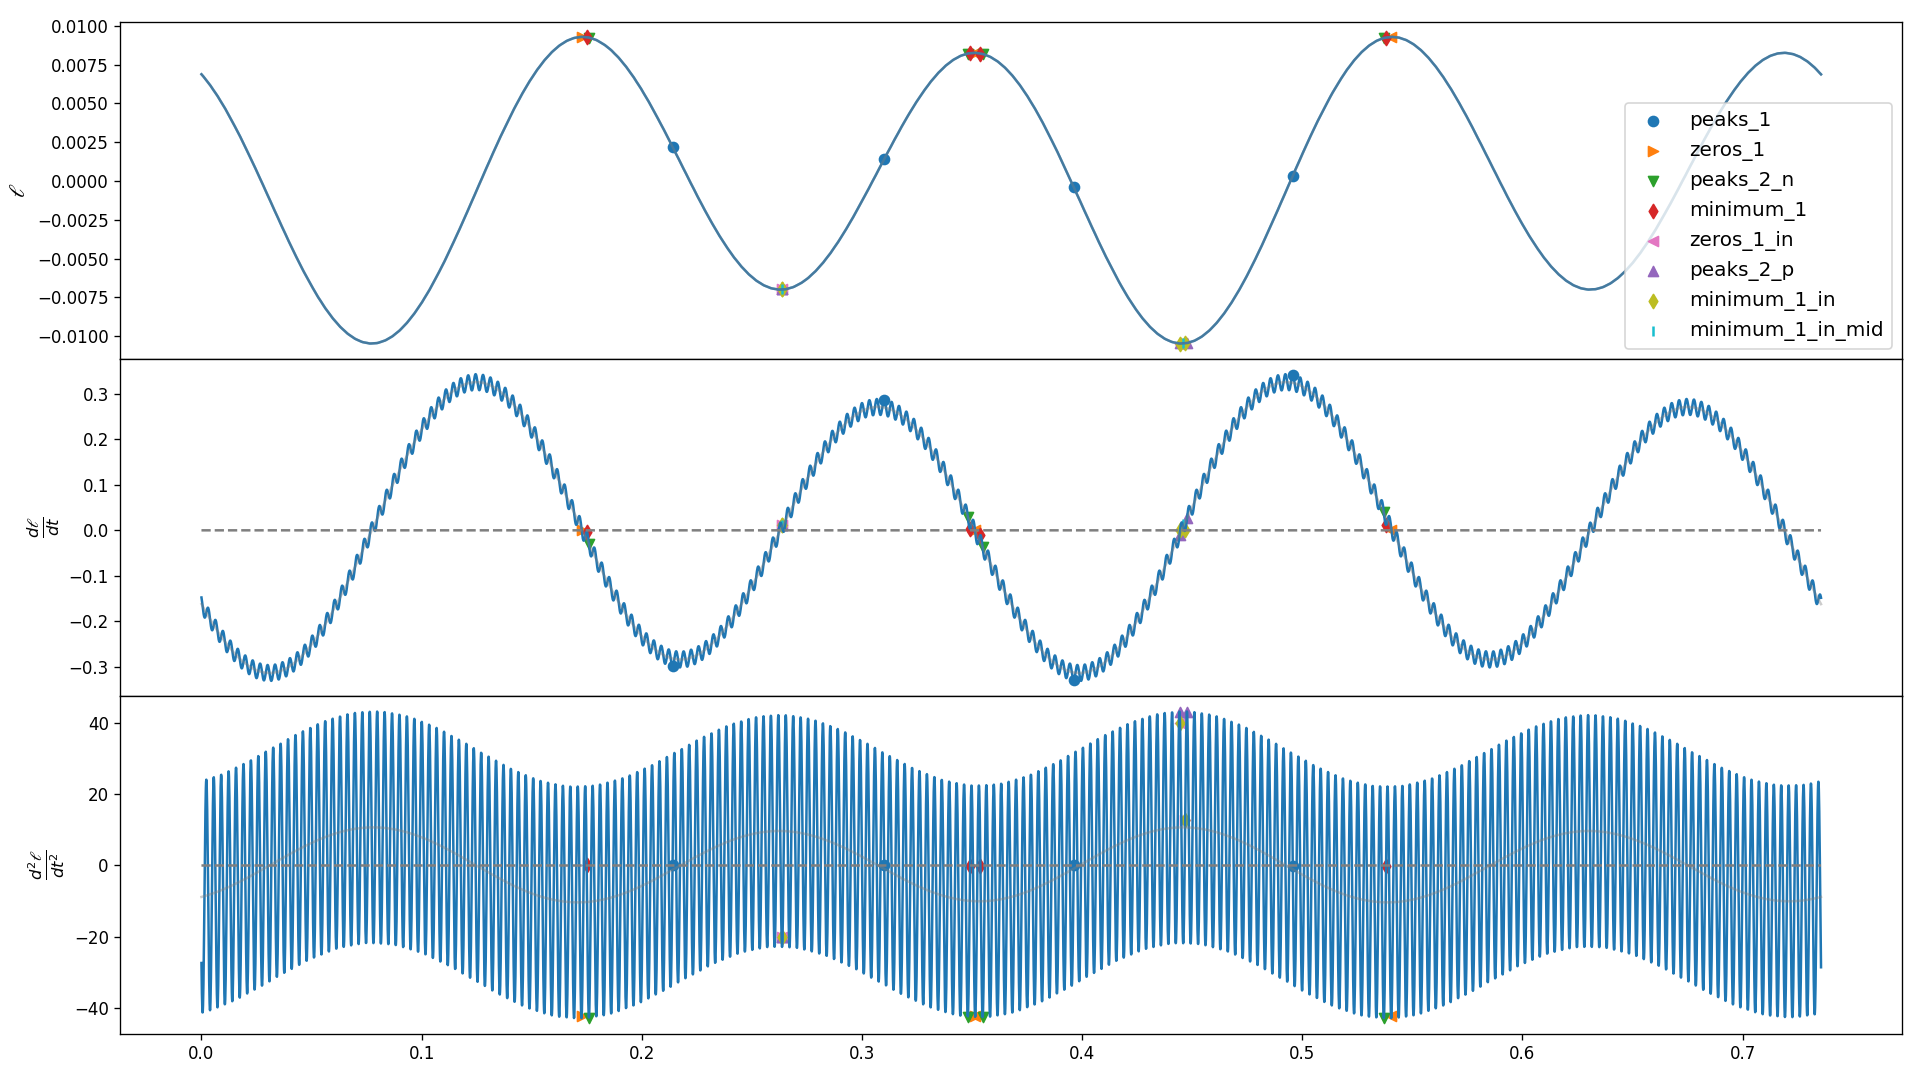 0.0100
0.0075
0.0050
0.0025
0.0000
−0.0025
−0.0050
−0.0075
−0.0100
ℓ
peaks_1
zeros_1
peaks_2_n
minimum_1
zeros_1_in
peaks_2_p
minimum_1_in
minimum_1_in_mid
0.3
0.2
0.1
0.0
−0.1
−0.2
−0.3
dℓ
dt
40
20
0
−20
−40
d²ℓ
dt²
0.0 0.1 0.2 0.3 0.4 0.5 0.6 0.7